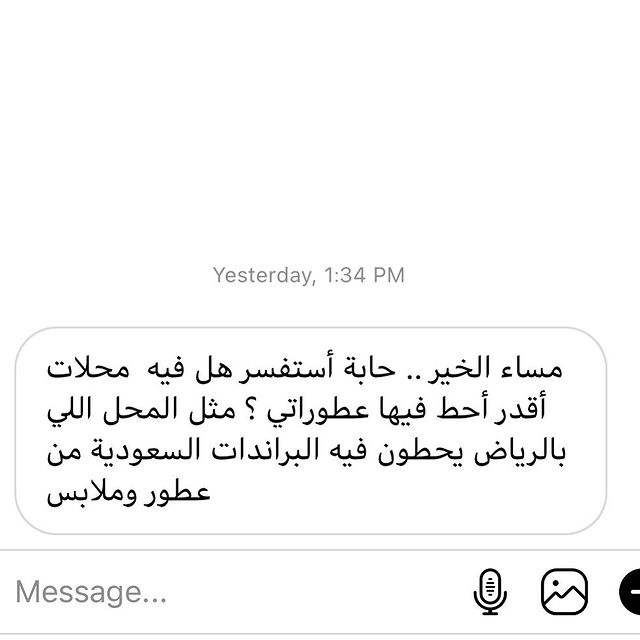 Yesterday, 1:34 PM
مساء الخير .. حابة أستفسر هل فيه محلات
أقدر أحط فيها عطوراتي ؟ مثل المحل اللي
بالرياض يحطون فيه البراندات السعودية من
عطور وملابس
Message...